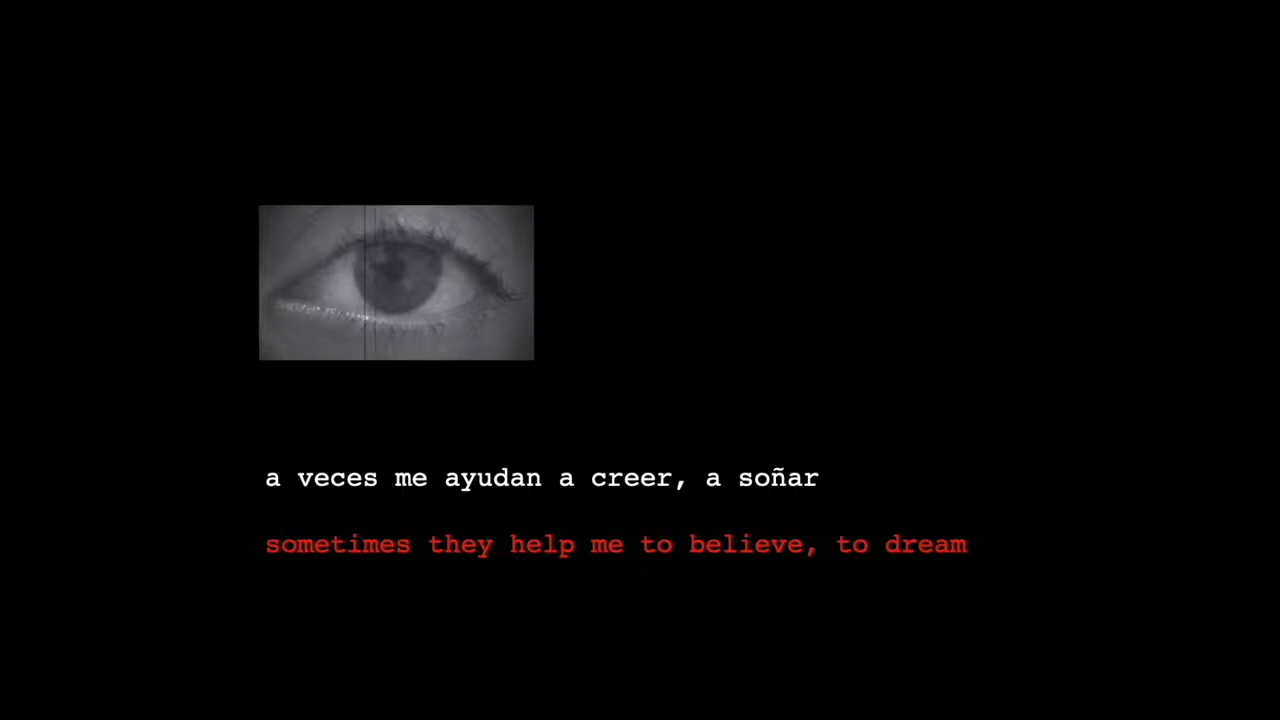 a veces me ayudan a creer, a soñar
sometimes they help me to believe, to dream